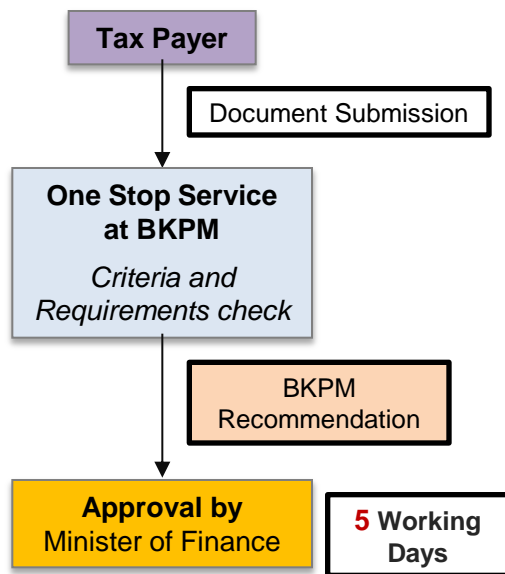 Tax Payer
Document Submission
One Stop Service
at BKPM
Criteria and
Requirements check
BKPM
Recommendation
Approval by
Minister of Finance
5 Working
Days